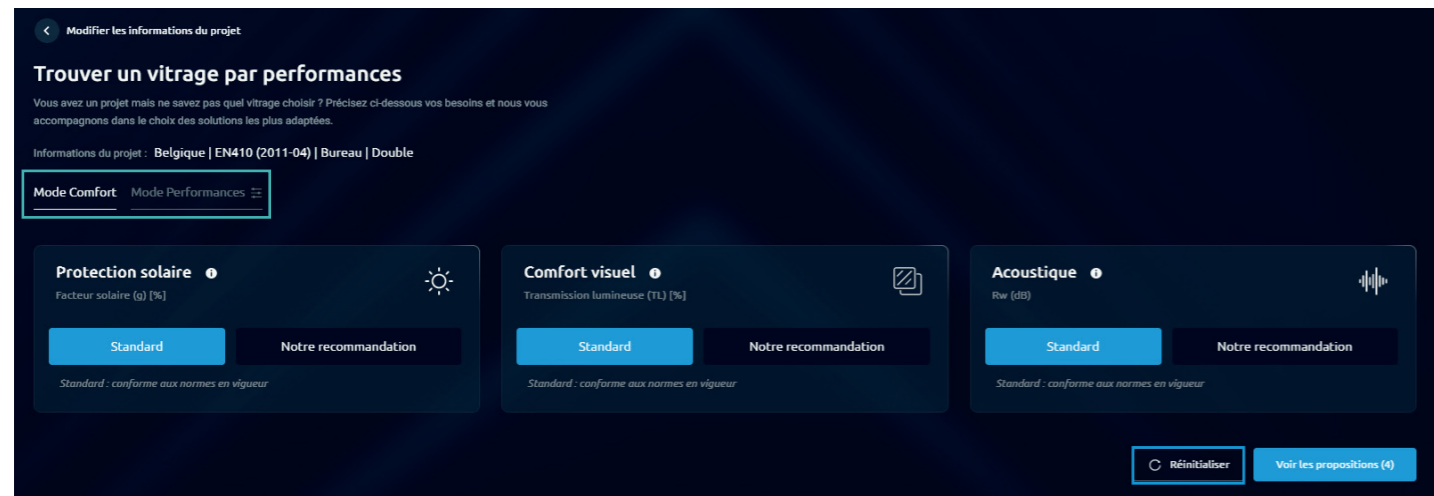 Modifier les informations du projet
Trouver un vitrage par performances
Vous avez un projet mais ne savez pas quel vitrage choisir ? Précisez ci-dessous vos besoins et nous vous
accompagnons dans le choix des solutions les plus adaptées.
Informations du projet : Belgique | EN410 (2011-04) | Bureau | Double
Mode Comfort Mode Performances
Protection solaire
Facteur solaire (g) [%]
Standard Notre recommandation
Standard : conforme aux normes en vigueur
Comfort visuel
Transmission lumineuse (TL) [%]
Standard Notre recommandation
Standard : conforme aux normes en vigueur
Acoustique
Rw (dB)
Standard Notre recommandation
Standard : conforme aux normes en vigueur
Réinitialiser Voir les propositions (4)